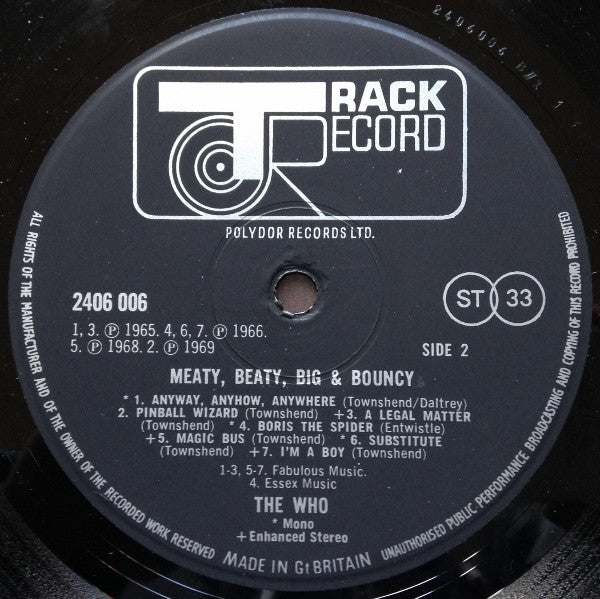 2406006
TRACK
RECORD
POLYDOR RECORDS LTD.
2406 006
1, 3. ℗ 1965. 4, 6, 7. ℗ 1966.
5. ℗ 1968. 2. ℗ 1969
ST 33
SIDE 2
MEATY, BEATY, BIG & BOUNCY
* 1. ANYWAY, ANYHOW, ANYWHERE (Townshend/Daltrey)
2. PINBALL WIZARD (Townshend) +3. A LEGAL MATTER
(Townshend) * 4. BORIS THE SPIDER (Entwistle)
+5. MAGIC BUS (Townshend) * 6. SUBSTITUTE
(Townshend) +7. I'M A BOY (Townshend)
1-3, 5-7. Fabulous Music.
4. Essex Music
THE WHO
* Mono
+Enhanced Stereo
ALL RIGHTS OF THE MANUFACTURER AND OF THE OWNER OF THE RECORDED WORK RESERVED
MADE IN Gt BRITAIN
UNAUTHORISED PUBLIC PERFORMANCE BROADCASTING AND COPYING OF THIS RECORD PROHIBITED